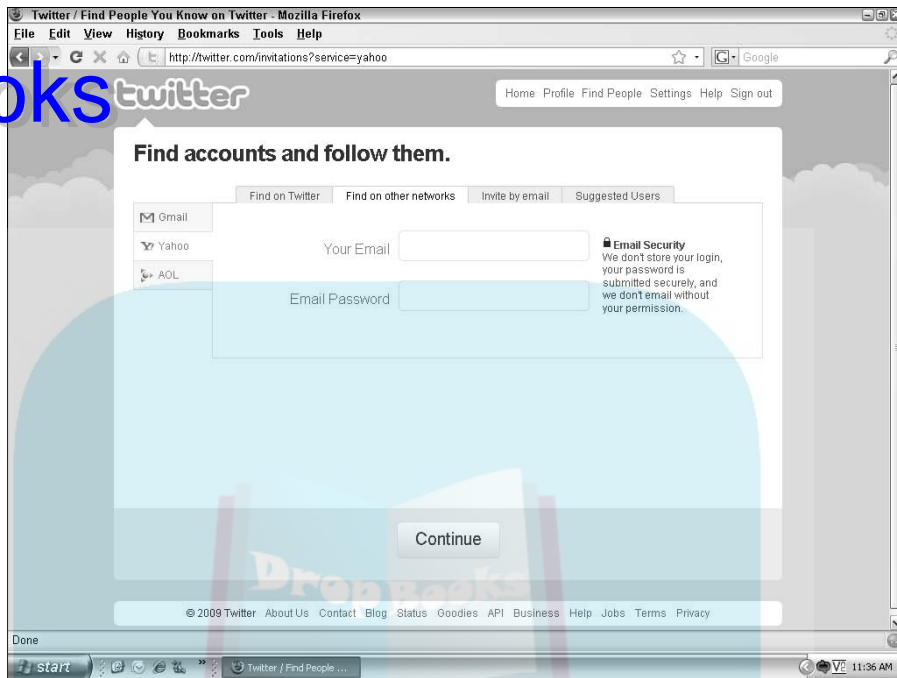 Twitter / Find People You Know on Twitter - Mozilla Firefox
File Edit View History Bookmarks Tools Help
http://twitter.com/invitations?service=yahoo
G Google
oks
twitter
Home Profile Find People Settings Help Sign out
Find accounts and follow them.
Find on Twitter Find on other networks Invite by email Suggested Users
Gmail
Yahoo
AOL
Your Email
Email Password
Email Security
We don't store your login,
your password is
submitted securely, and
we don't email without
your permission.
Continue
Drop Books
© 2009 Twitter About Us Contact Blog Status Goodies API Business Help Jobs Terms Privacy
Done
start
Twitter / Find People ...
11:36 AM